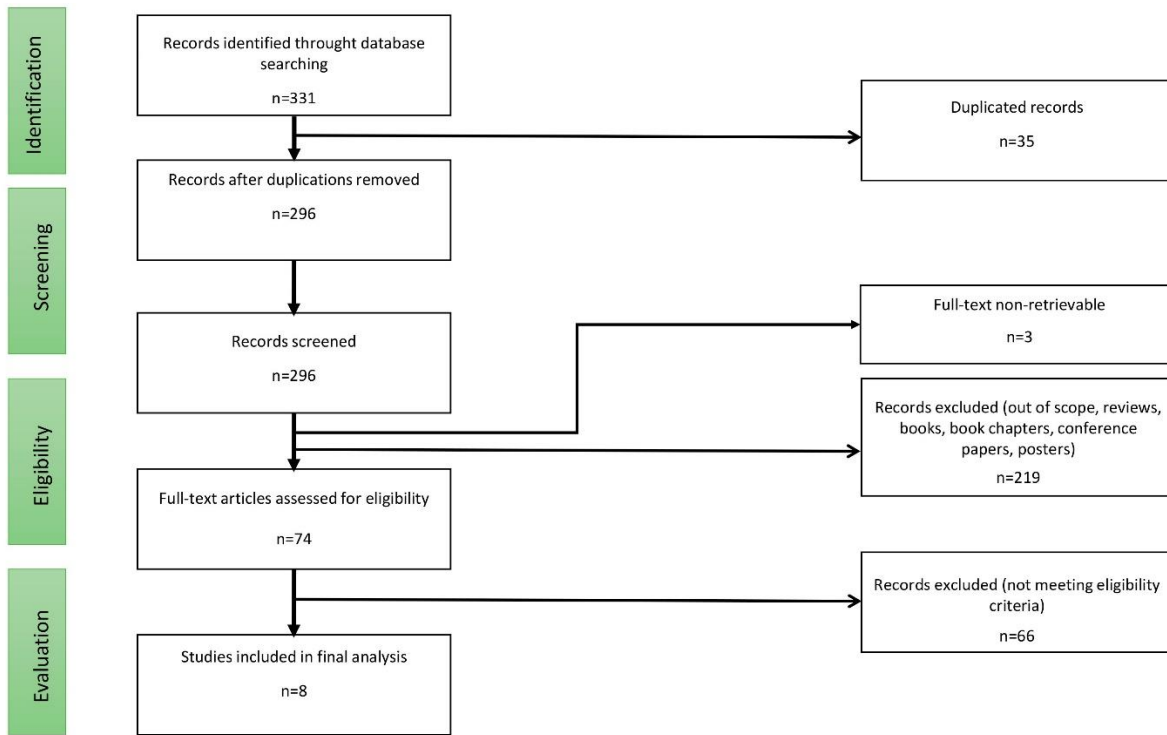 Identification
Records identified throught database
searching
n=331
Duplicated records
n=35
Records after duplications removed
n=296
Screening
Records screened
n=296
Full-text non-retrievable
n=3
Records excluded (out of scope, reviews,
books, book chapters, conference
papers, posters)
n=219
Eligibility
Full-text articles assessed for eligibility
n=74
Records excluded (not meeting eligibility
criteria)
n=66
Evaluation
Studies included in final analysis
n=8